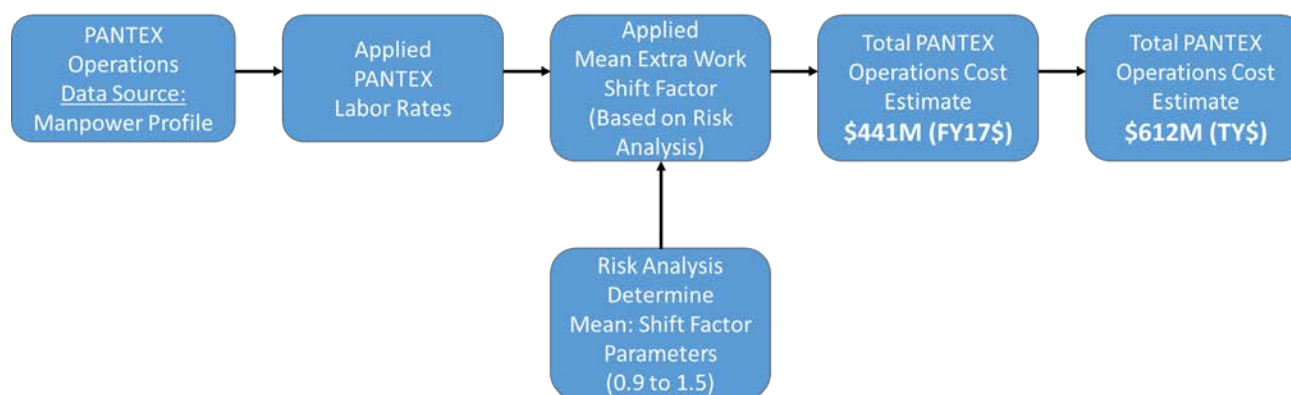 PANTEX
Operations
Data Source:
Manpower Profile
Applied
PANTEX
Labor Rates
Applied
Mean Extra Work
Shift Factor
(Based on Risk
Analysis)
Total PANTEX
Operations Cost
Estimate
$441M (FY17$)
Total PANTEX
Operations Cost
Estimate
$612M (TY$)
Risk Analysis
Determine
Mean: Shift Factor
Parameters
(0.9 to 1.5)